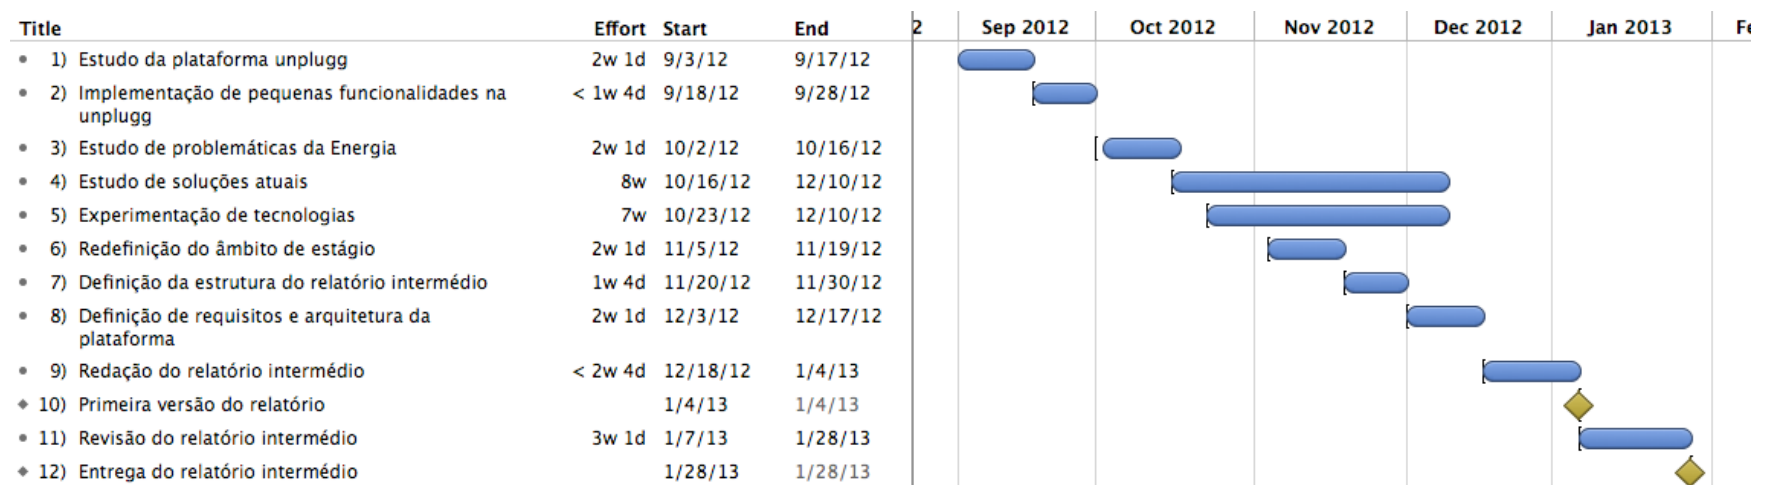 Title Effort Start End 2 Sep 2012 Oct 2012 Nov 2012 Dec 2012 Jan 2013 Fe
1) Estudo da plataforma unplugg 2w 1d 9/3/12 9/17/12
2) Implementação de pequenas funcionalidades na < 1w 4d 9/18/12 9/28/12
unplugg
3) Estudo de problemáticas da Energia 2w 1d 10/2/12 10/16/12
4) Estudo de soluções atuais 8w 10/16/12 12/10/12
5) Experimentação de tecnologias 7w 10/23/12 12/10/12
6) Redefinição do âmbito de estágio 2w 1d 11/5/12 11/19/12
7) Definição da estrutura do relatório intermédio 1w 4d 11/20/12 11/30/12
8) Definição de requisitos e arquitetura da 2w 1d 12/3/12 12/17/12
plataforma
9) Redação do relatório intermédio < 2w 4d 12/18/12 1/4/13
10) Primeira versão do relatório 1/4/13 1/4/13
11) Revisão do relatório intermédio 3w 1d 1/7/13 1/28/13
12) Entrega do relatório intermédio 1/28/13 1/28/13